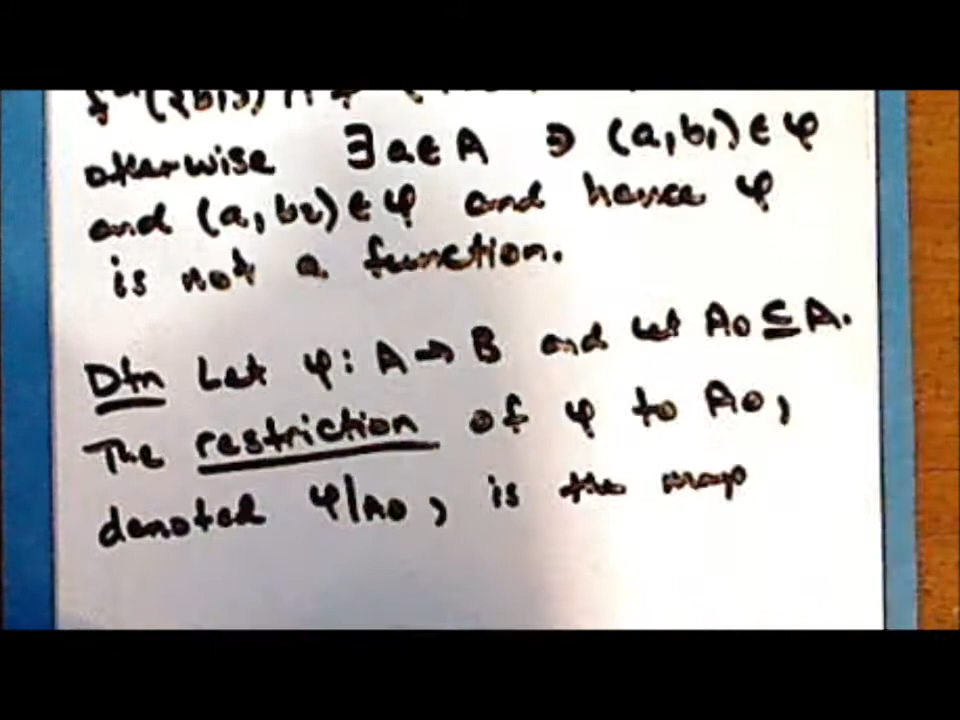 otherwise ∃ a ∈ A ∋ (a, b₁) ∈ φ
and (a, b₂) ∈ φ and hence φ
is not a function.
Dfn Let φ: A → B and let A₀ ⊆ A.
The restriction of φ to A₀,
denoted φ|A₀, is the map